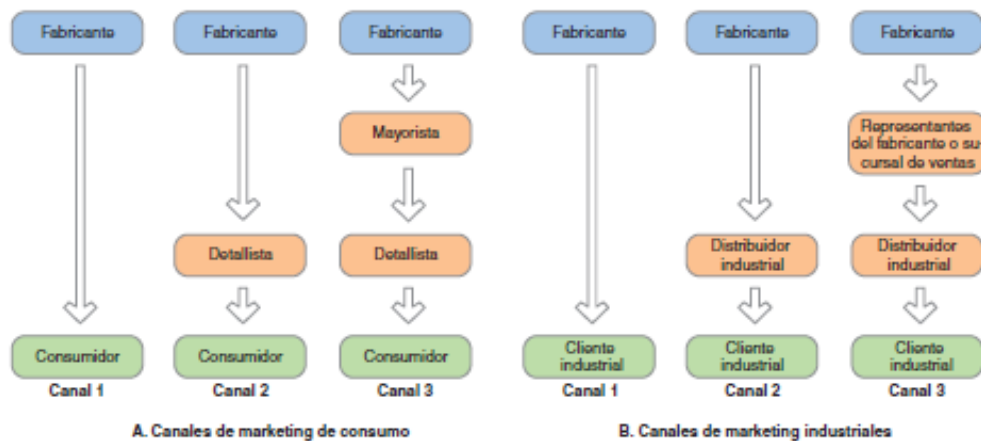 Fabricante
Fabricante
Fabricante
Fabricante
Fabricante
Fabricante
Mayorista
Representantes
del fabricante o su-
cursal de ventas
Detallista
Detallista
Distribuidor
industrial
Distribuidor
industrial
Consumidor
Consumidor
Consumidor
Cliente
industrial
Cliente
industrial
Cliente
industrial
Canal 1
Canal 2
Canal 3
Canal 1
Canal 2
Canal 3
A. Canales de marketing de consumo
B. Canales de marketing industriales